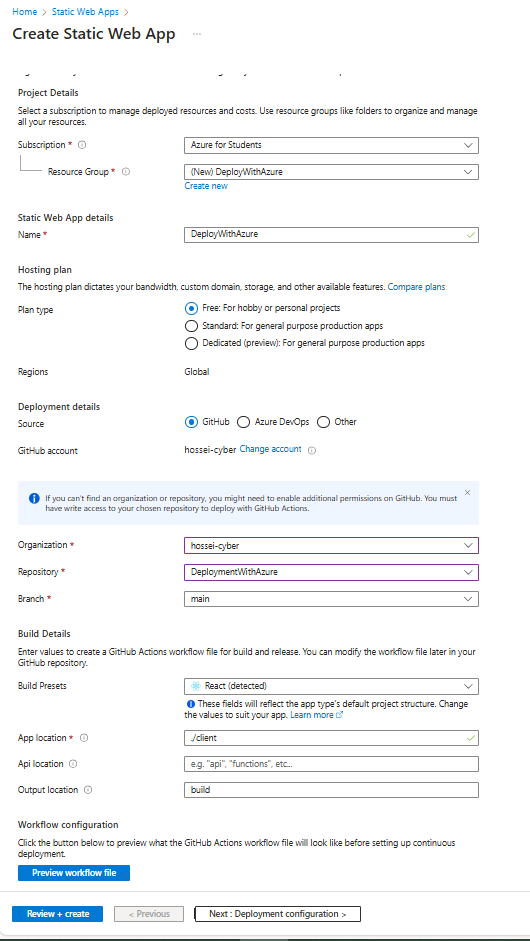 Home > Static Web Apps >
Create Static Web App ...
Project Details
Select a subscription to manage deployed resources and costs. Use resource groups like folders to organize and manage
all your resources.
Subscription *
Azure for Students
Resource Group *
(New) DeployWithAzure
Create new
Static Web App details
Name *
DeployWithAzure
Hosting plan
The hosting plan dictates your bandwidth, custom domain, storage, and other available features. Compare plans
Plan type
Free: For hobby or personal projects
Standard: For general purpose production apps
Dedicated (preview): For general purpose production apps
Regions
Global
Deployment details
Source
GitHub Azure DevOps Other
GitHub account
hossei-cyber Change account
If you can't find an organization or repository, you might need to enable additional permissions on GitHub. You must
have write access to your chosen repository to deploy with GitHub Actions.
Organization *
hossei-cyber
Repository *
DeploymentWithAzure
Branch *
main
Build Details
Enter values to create a GitHub Actions workflow file for build and release. You can modify the workflow file later in your
GitHub repository.
Build Presets
React (detected)
These fields will reflect the app type's default project structure. Change
the values to suit your app. Learn more
App location *
./client
Api location
e.g. "api", "functions", etc...
Output location
build
Workflow configuration
Click the button below to preview what the GitHub Actions workflow file will look like before setting up continuous
deployment.
Preview workflow file
Review + create
< Previous
Next : Deployment configuration >